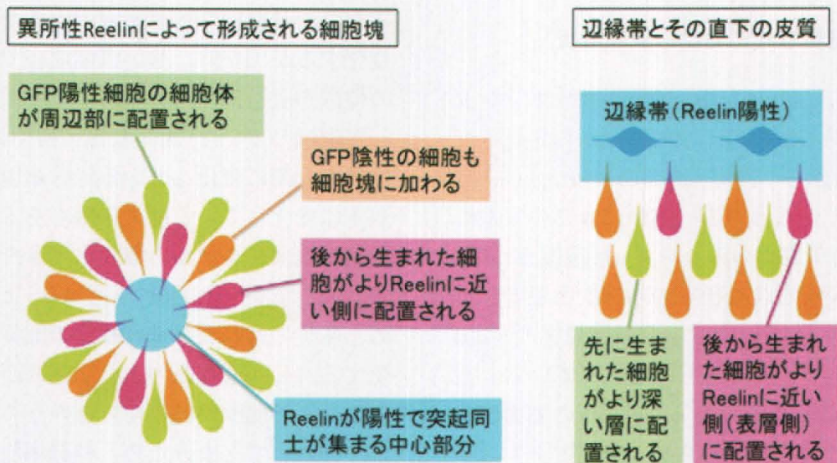 異所性Reelinによって形成される細胞塊
GFP陽性細胞の細胞体
が周辺部に配置される
GFP陰性の細胞も
細胞塊に加わる
後から生まれた細
胞がよりReelinに近
い側に配置される
Reelinが陽性で突起同
士が集まる中心部分
辺縁帯とその直下の皮質
辺縁帯(Reelin陽性)
先に生ま
れた細胞
がより深
い層に配
置される
後から生まれ
た細胞がより
Reelinに近い
側(表層側)
に配置される